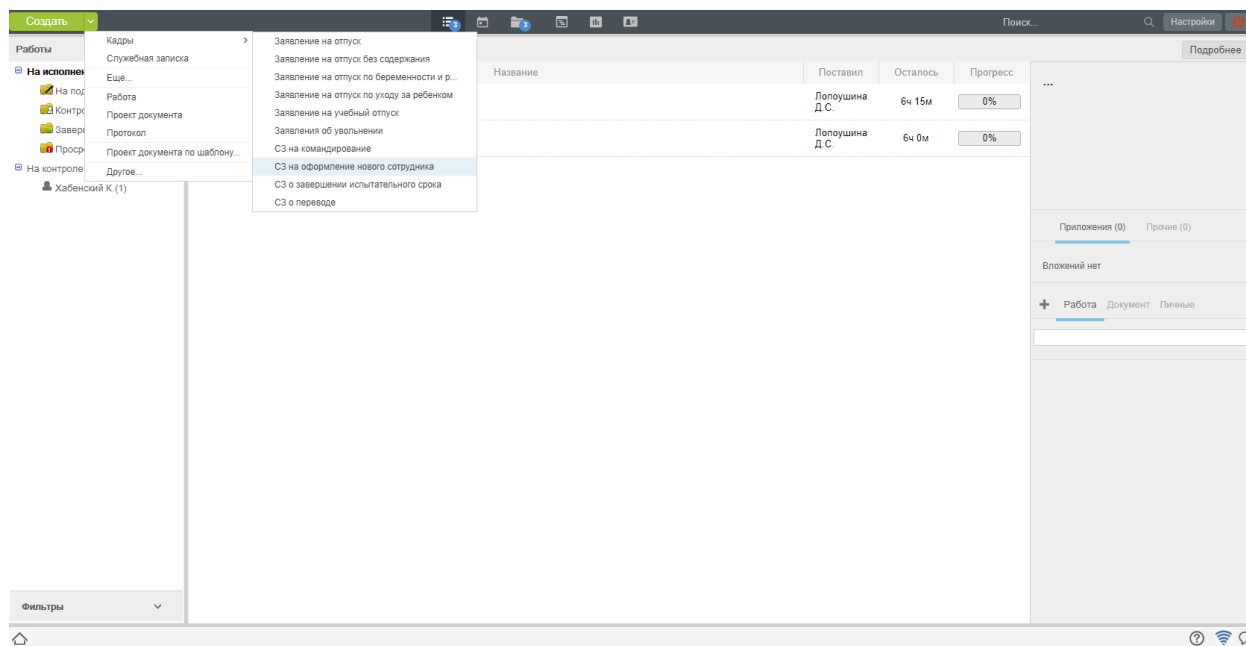 Создать
3
3
Поиск...
Настройки
Работы
Подробнее
На исполнен
На под
Контро
Завери
Проср
На контроле
Хабенский К.(1)
Кадры
Служебная записка
Еще...
Работа
Проект документа
Протокол
Проект документа по шаблону...
Другое...
Заявление на отпуск
Заявление на отпуск без содержания
Заявление на отпуск по беременности и р...
Заявление на отпуск по уходу за ребенком
Заявление на учебный отпуск
Заявления об увольнении
СЗ на командирование
СЗ на оформление нового сотрудника
СЗ о завершении испытательного срока
СЗ о переводе
Название Поставил Осталось Прогресс
Лопоушина Д.С. 6ч 15м 0%
Лопоушина Д.С. 6ч 0м 0%
...
Приложения (0) Прочие (0)
Вложений нет
Работа Документ Личные
Фильтры